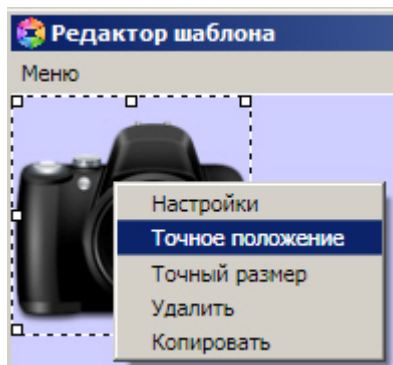 Редактор шаблона
Меню
Настройки
Точное положение
Точный размер
Удалить
Копировать